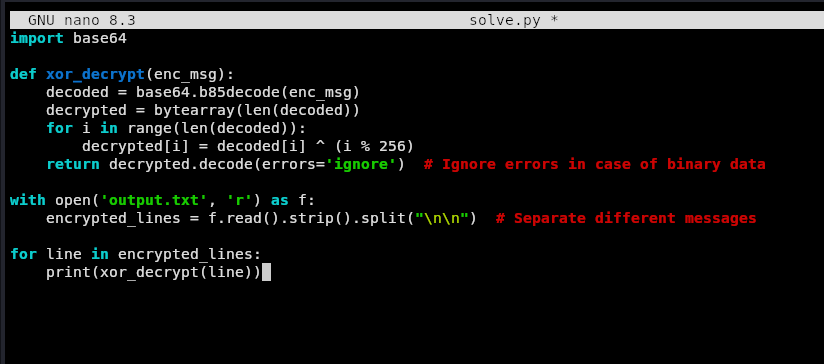 GNU nano 8.3 solve.py *
import base64
def xor_decrypt(enc_msg):
    decoded = base64.b85decode(enc_msg)
    decrypted = bytearray(len(decoded))
    for i in range(len(decoded)):
        decrypted[i] = decoded[i] ^ (i % 256)
    return decrypted.decode(errors='ignore')  # Ignore errors in case of binary data
with open('output.txt', 'r') as f:
    encrypted_lines = f.read().strip().split("\n\n")  # Separate different messages
for line in encrypted_lines:
    print(xor_decrypt(line))